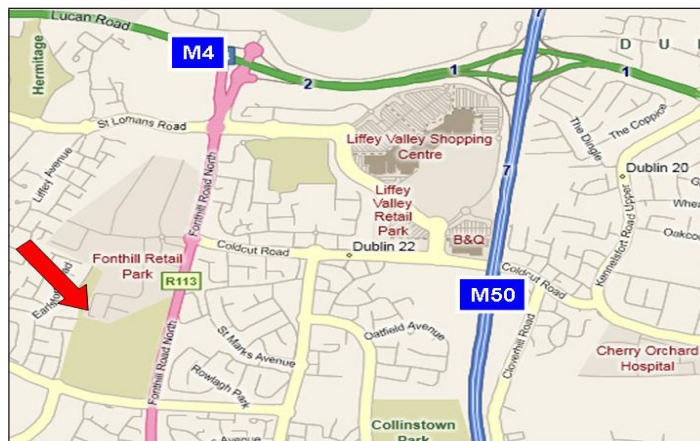 Lucan Road
M4
7
D U
Hermitage
2
1
1
St Lomans Road
Liffey Valley Shopping
Centre
7
The Dingle
The Coppice
Dublin 20
Liffey Avenue
Fonthill Road North
Liffey
Valley
Retail
Park
Kennelsfort Road Upper
Whea
Oakcou
Fonthill Retail
Park
Coldcut Road
Dublin 22
B&Q
Coldcut Road
R113
M50
Fonthill Road North
St Marks Avenue
Oatfield Avenue
Cloverhill Road
Cherry Orchard
Hospital
Rowlagh Park
Collinstown
Park
Avenue